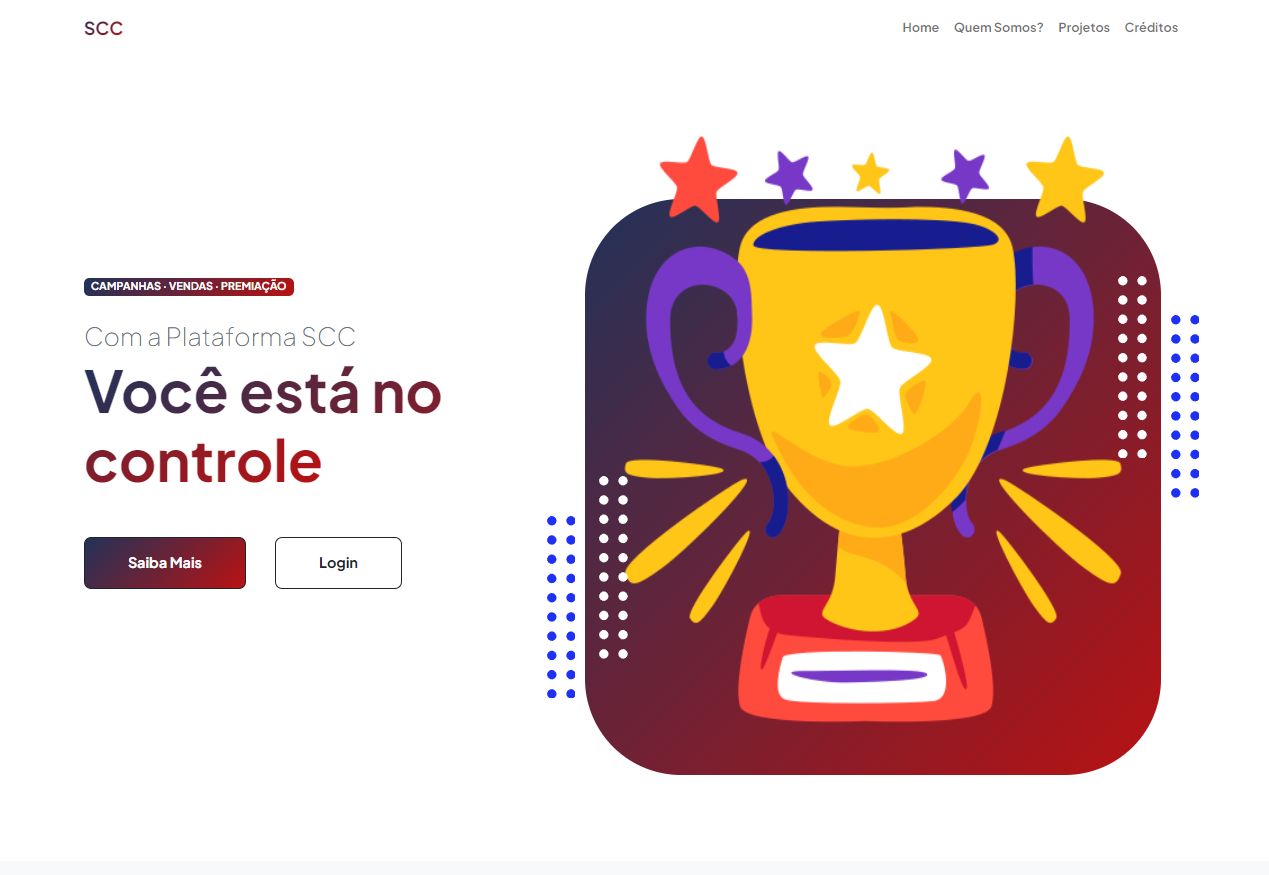 SCC
Home
Quem Somos?
Projetos
Créditos
CAMPANHAS · VENDAS · PREMIAÇÃO
Com a Plataforma SCC
Você está no
controle
Saiba Mais
Login